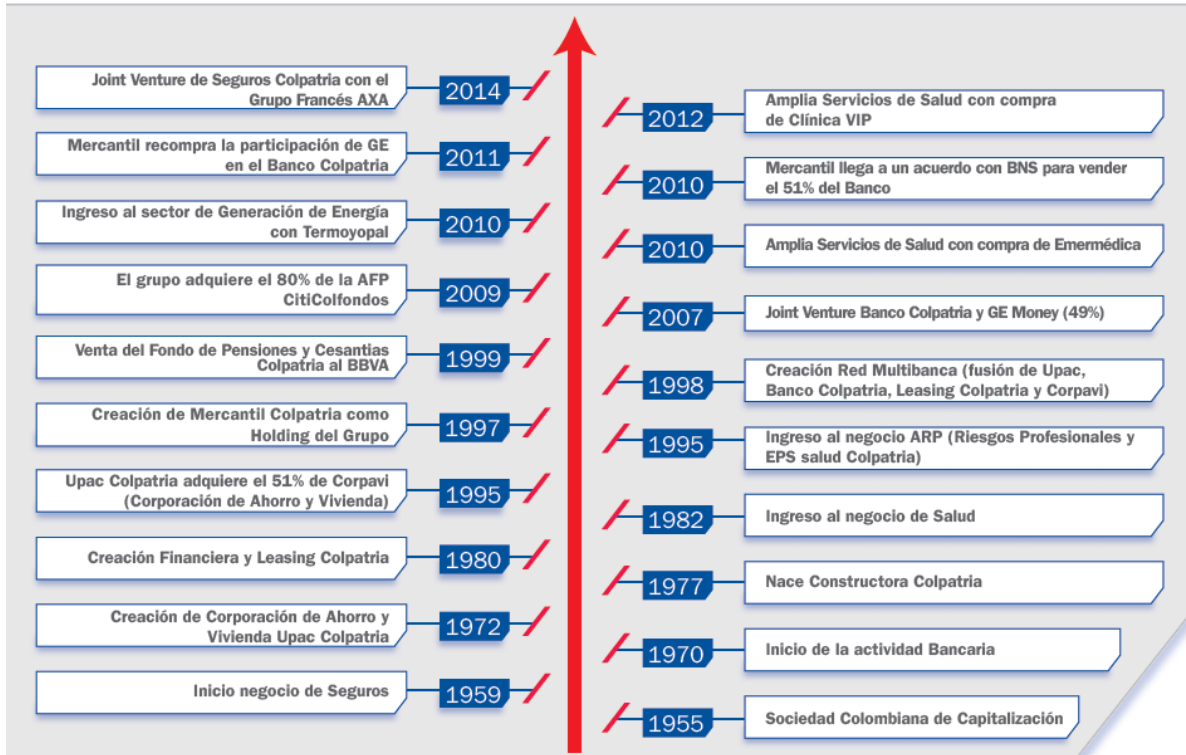 Joint Venture de Seguros Colpatria con el
Grupo Francés AXA
2014
Amplia Servicios de Salud con compra
de Clínica VIP
2012
Mercantil recompra la participación de GE
en el Banco Colpatria
2011
Mercantil llega a un acuerdo con BNS para vender
el 51% del Banco
2010
Ingreso al sector de Generación de Energía
con Termoyopal
2010
Amplia Servicios de Salud con compra de Emermédica
2010
El grupo adquiere el 80% de la AFP
CitiColfondos
2009
Joint Venture Banco Colpatria y GE Money (49%)
2007
Venta del Fondo de Pensiones y Cesantias
Colpatria al BBVA
1999
Creación Red Multibanca (fusión de Upac,
Banco Colpatria, Leasing Colpatria y Corpavi)
1998
Creación de Mercantil Colpatria como
Holding del Grupo
1997
Ingreso al negocio ARP (Riesgos Profesionales y
EPS salud Colpatria)
1995
Upac Colpatria adquiere el 51% de Corpavi
(Corporación de Ahorro y Vivienda)
1995
Ingreso al negocio de Salud
1982
Creación Financiera y Leasing Colpatria
1980
Nace Constructora Colpatria
1977
Creación de Corporación de Ahorro y
Vivienda Upac Colpatria
1972
Inicio de la actividad Bancaria
1970
Inicio negocio de Seguros
1959
Sociedad Colombiana de Capitalización
1955